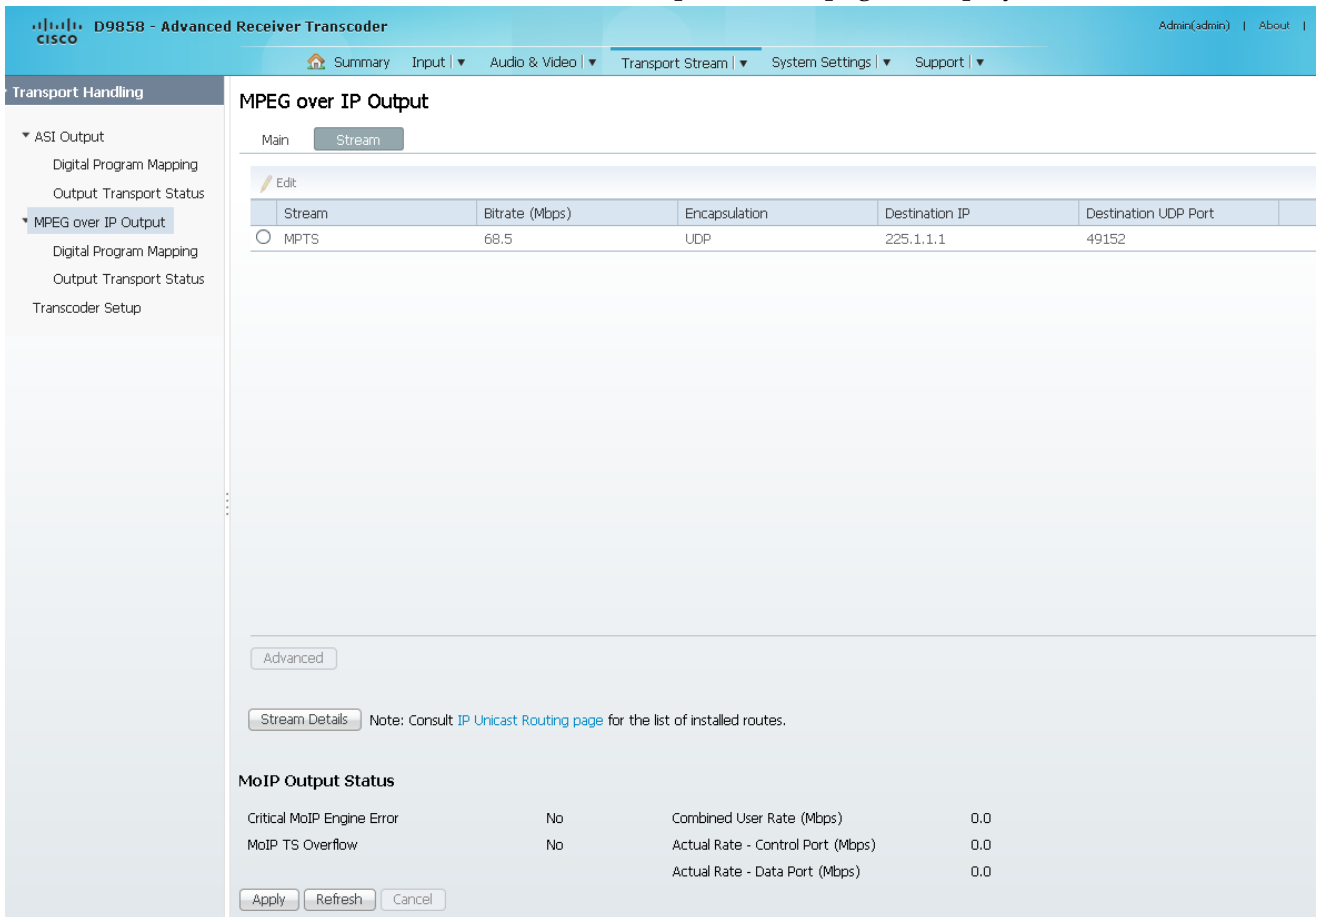 CISCO D9858 - Advanced Receiver Transcoder Admin(admin) | About |
Summary Input | ▼ Audio & Video | ▼ Transport Stream | ▼ System Settings | ▼ Support | ▼
Transport Handling
▼ ASI Output
Digital Program Mapping
Output Transport Status
▼ MPEG over IP Output
Digital Program Mapping
Output Transport Status
Transcoder Setup
MPEG over IP Output
Main Stream
Edit
Stream Bitrate (Mbps) Encapsulation Destination IP Destination UDP Port
MPTS 68.5 UDP 225.1.1.1 49152
Advanced
Stream Details Note: Consult IP Unicast Routing page for the list of installed routes.
MoIP Output Status
Critical MoIP Engine Error No Combined User Rate (Mbps) 0.0
MoIP TS Overflow No Actual Rate - Control Port (Mbps) 0.0
Actual Rate - Data Port (Mbps) 0.0
Apply Refresh Cancel